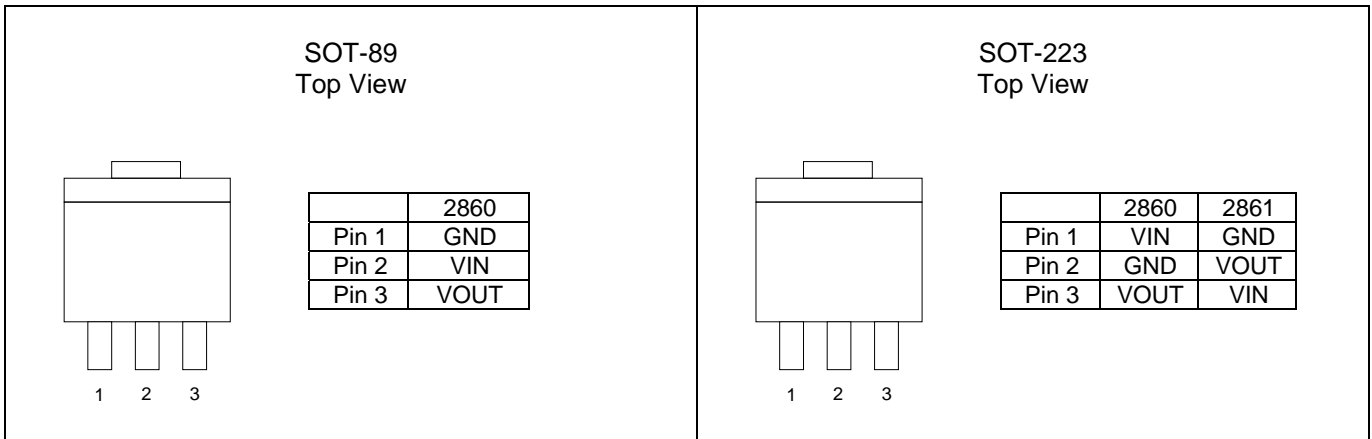 SOT-89
Top View
2860
Pin 1 GND
Pin 2 VIN
Pin 3 VOUT
1 2 3
SOT-223
Top View
2860 2861
Pin 1 VIN GND
Pin 2 GND VOUT
Pin 3 VOUT VIN
1 2 3